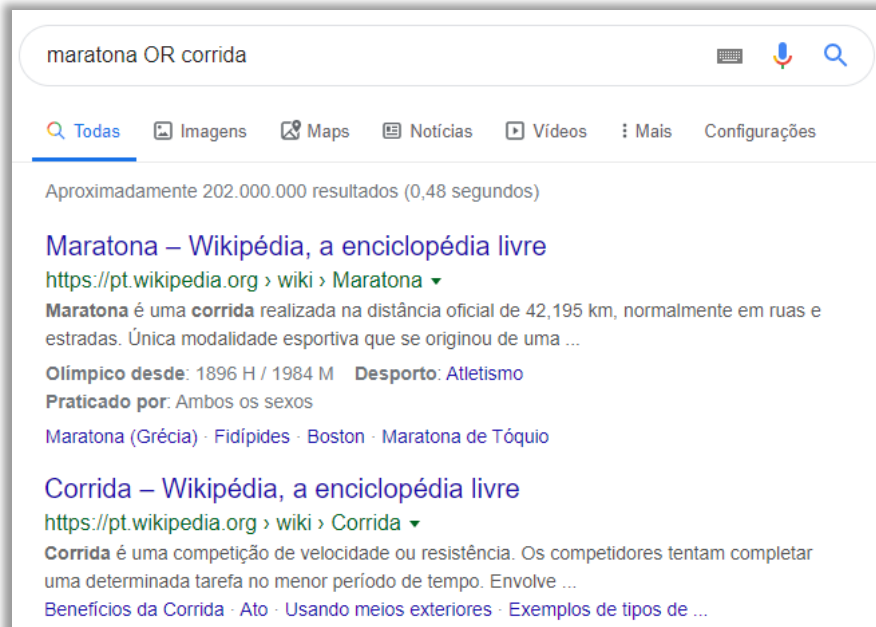 maratona OR corrida
Todas Imagens Maps Notícias Vídeos Mais Configurações
Aproximadamente 202.000.000 resultados (0,48 segundos)
Maratona – Wikipédia, a enciclopédia livre
https://pt.wikipedia.org › wiki › Maratona
Maratona é uma corrida realizada na distância oficial de 42,195 km, normalmente em ruas e
estradas. Única modalidade esportiva que se originou de uma ...
Olímpico desde: 1896 H / 1984 M Desporto: Atletismo
Praticado por: Ambos os sexos
Maratona (Grécia) · Fidípides · Boston · Maratona de Tóquio
Corrida – Wikipédia, a enciclopédia livre
https://pt.wikipedia.org › wiki › Corrida
Corrida é uma competição de velocidade ou resistência. Os competidores tentam completar
uma determinada tarefa no menor período de tempo. Envolve ...
Benefícios da Corrida · Ato · Usando meios exteriores · Exemplos de tipos de ...